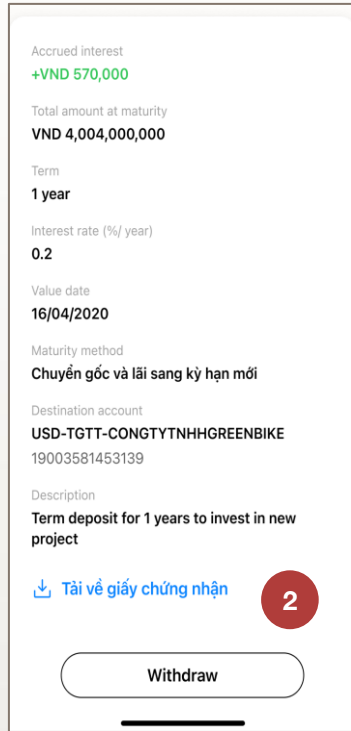 Accrued interest
+VND 570,000
Total amount at maturity
VND 4,004,000,000
Term
1 year
Interest rate (%/ year)
0.2
Value date
16/04/2020
Maturity method
Chuyển gốc và lãi sang kỳ hạn mới
Destination account
USD-TGTT-CONGTYTNHHGREENBIKE
19003581453139
Description
Term deposit for 1 years to invest in new
project
Tải về giấy chứng nhận
2
Withdraw